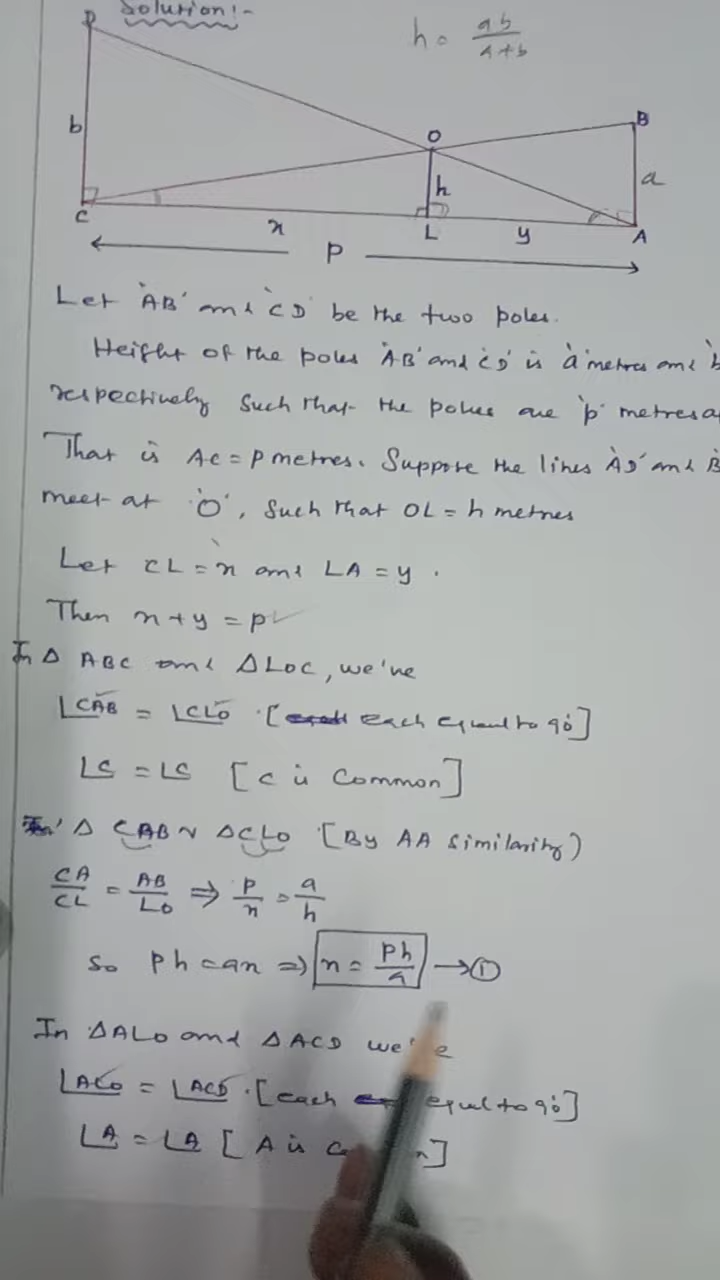 Solution:-
h = ab/a+b
D
b
C
O
h
L
x
y
B
a
A
P
Let 'AB' and 'CD' be the two poles.
Height of the poles 'AB' and 'CD' is 'a' metres and 'b
respectively such that the poles are 'p' metres a
That is AC = P metres. Suppose the lines 'AD' and 'B
meet at 'O', such that OL = h metres
Let CL = x and LA = y.
Then x + y = p
In Δ ABC and ΔLOC, we've
∠CAB = ∠CLO [each equal to 90°]
∠C = ∠C [C is Common]
Δ CAB ~ ΔCLO [By AA similarity)
CA/CL = AB/LO ⇒ P/x = a/h
So Ph = ax ⇒ x = Ph/a → ①
In ΔALO and ΔACD we've
∠ALO = ∠ACD [each equal to 90°]
∠A = ∠A [A is